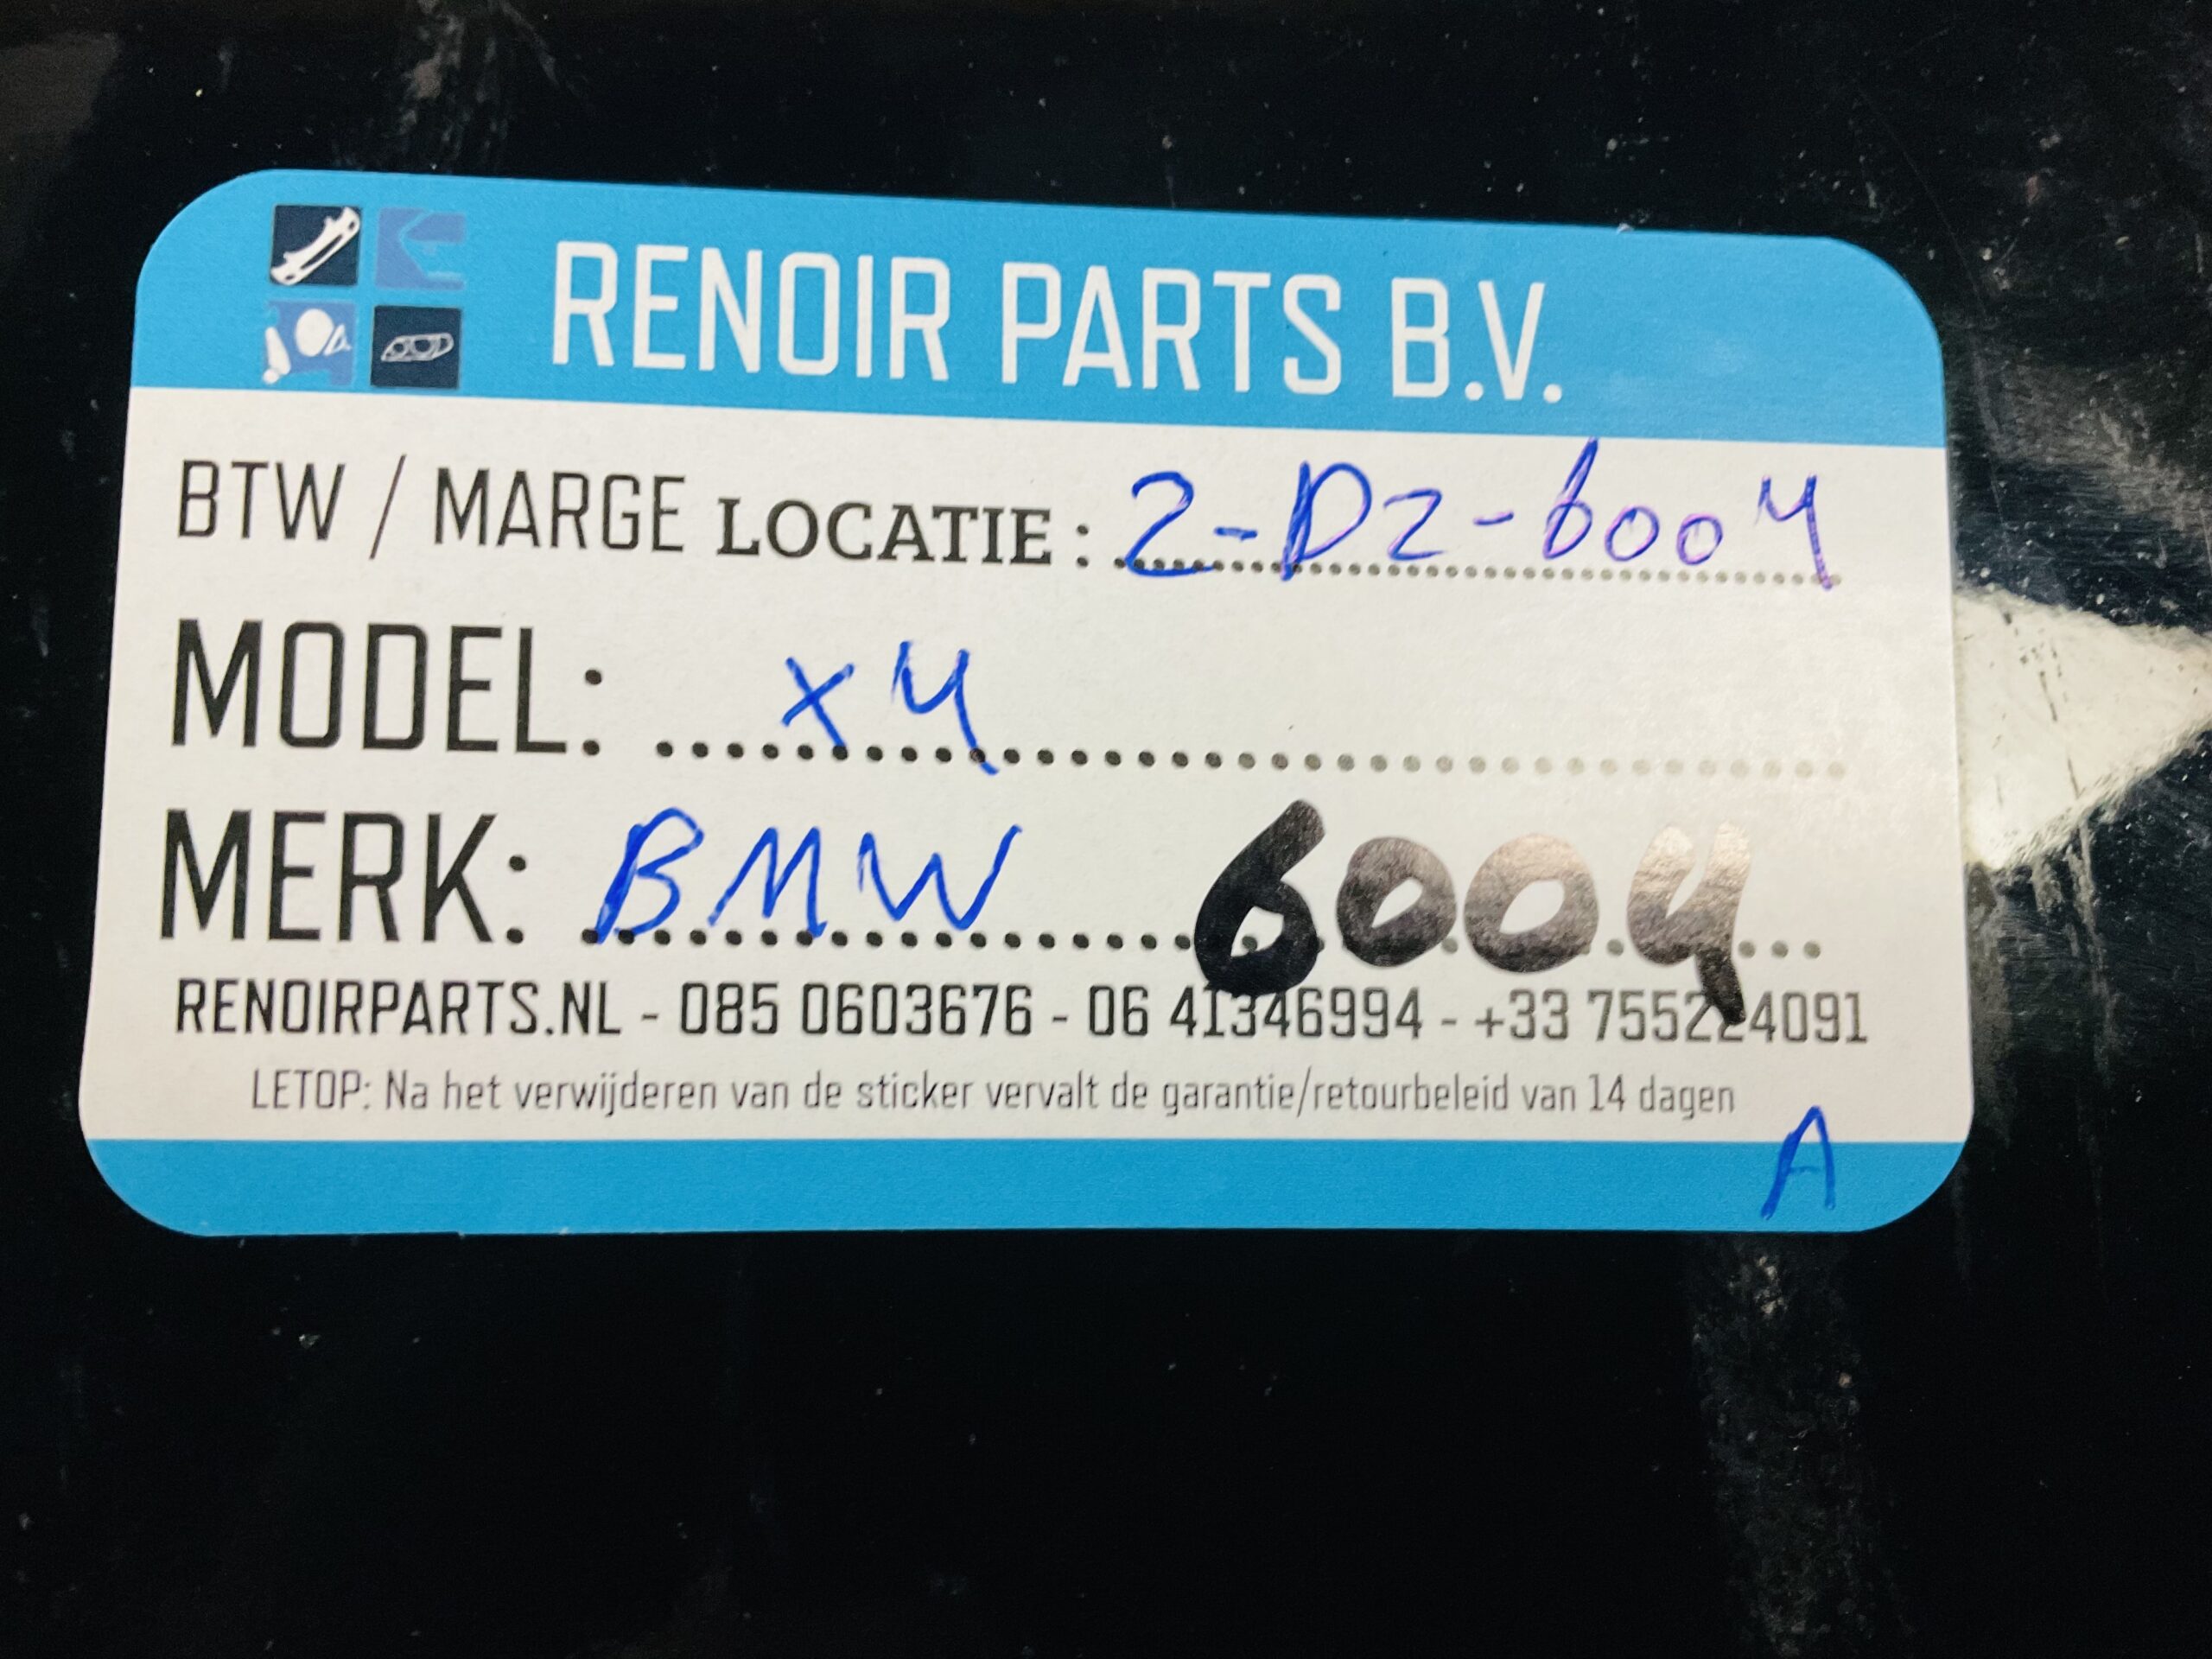 RENOIR PARTS B.V.
BTW / MARGE LOCATIE : 2-D2-6004
MODEL: x4
MERK: BMW 6004
RENOIRPARTS.NL - 085 0603676 - 06 41346994 - +33 755224091
LETOP: Na het verwijderen van de sticker vervalt de garantie/retourbeleid van 14 dagen
A